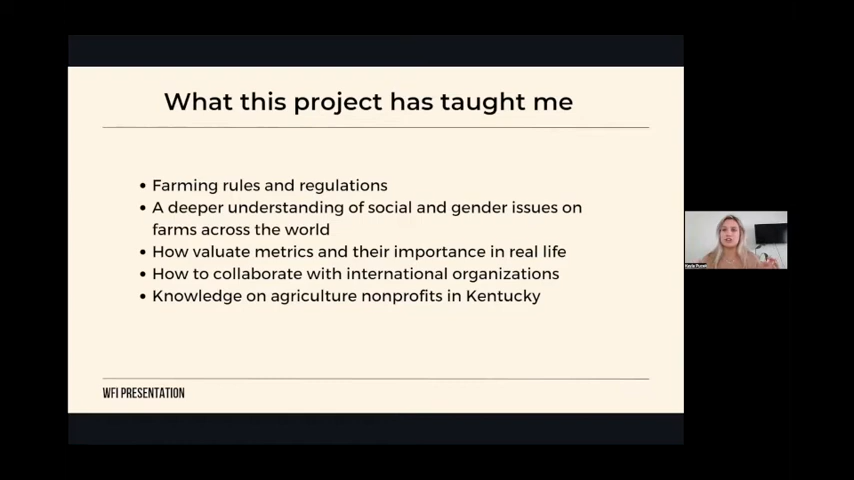 What this project has taught me
• Farming rules and regulations
• A deeper understanding of social and gender issues on
farms across the world
• How valuate metrics and their importance in real life
• How to collaborate with international organizations
• Knowledge on agriculture nonprofits in Kentucky
WFI PRESENTATION